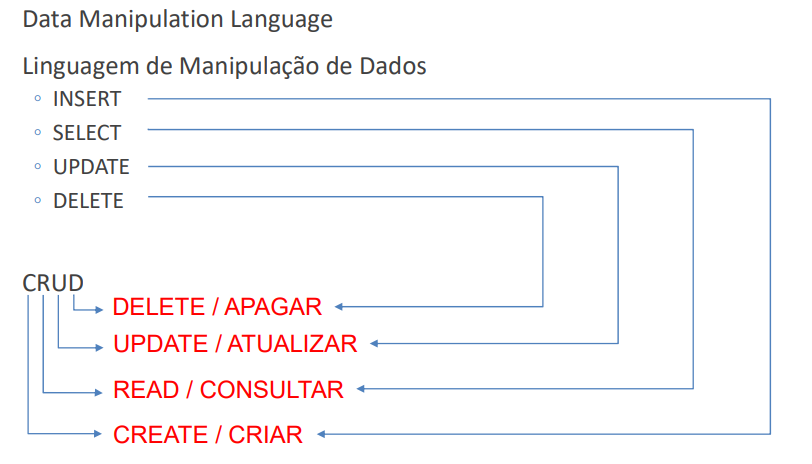 Data Manipulation Language
Linguagem de Manipulação de Dados
INSERT
SELECT
UPDATE
DELETE
CRUD
DELETE / APAGAR
UPDATE / ATUALIZAR
READ / CONSULTAR
CREATE / CRIAR